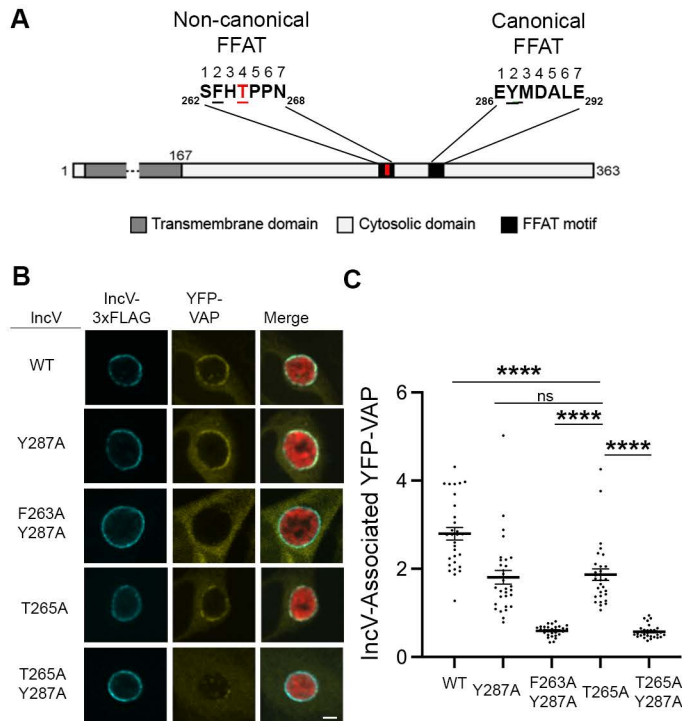 A
Non-canonical
FFAT
Canonical
FFAT
1 2 3 4 5 6 7
SFHTPPN
262
268
1 2 3 4 5 6 7
EYMDALE
286
292
1
167
363
Transmembrane domain
Cytosolic domain
FFAT motif
B
IncV
IncV-
3xFLAG
YFP-
VAP
Merge
WT
Y287A
F263A
Y287A
T265A
T265A
Y287A
C
IncV-Associated YFP-VAP
6
4
2
0
****
ns
****
****
WT
Y287A
F263A
Y287A
T265A
T265A
Y287A